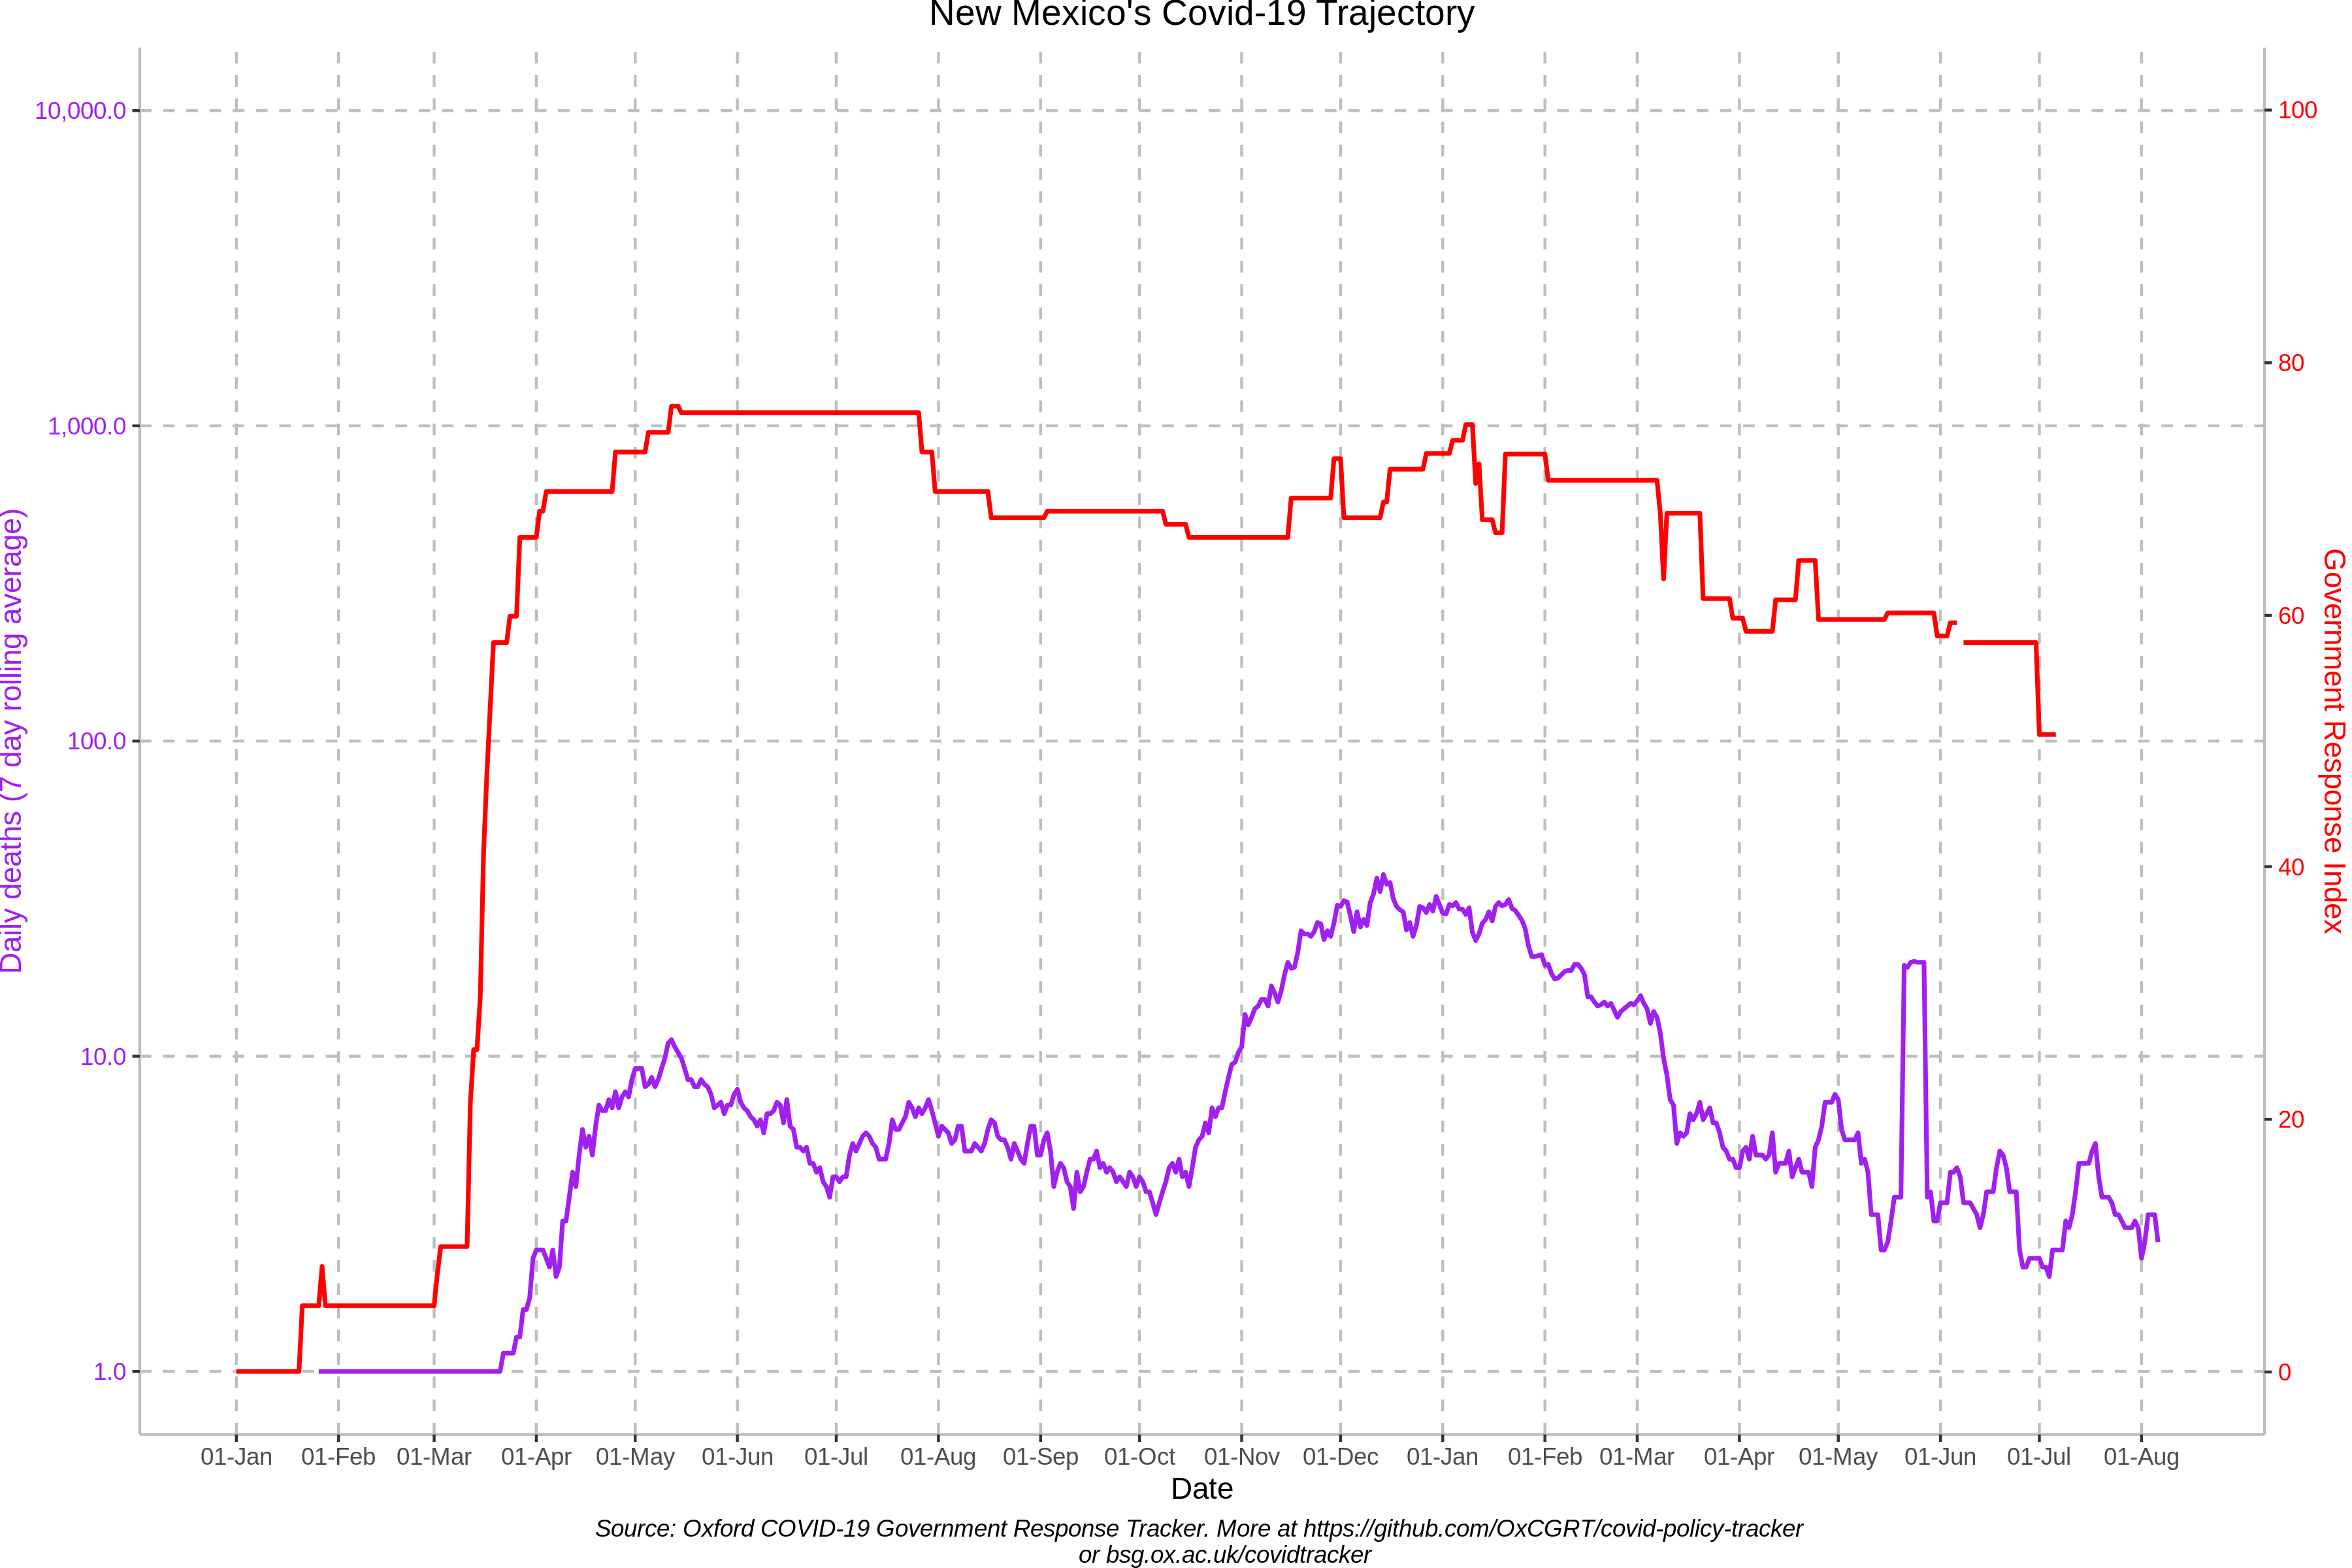 New Mexico's Covid-19 Trajectory
10,000.0
1,000.0
100.0
10.0
1.0
Daily deaths (7 day rolling average)
100
80
60
40
20
0
Government Response Index
01-Jan 01-Feb 01-Mar 01-Apr 01-May 01-Jun 01-Jul 01-Aug 01-Sep 01-Oct 01-Nov 01-Dec 01-Jan 01-Feb 01-Mar 01-Apr 01-May 01-Jun 01-Jul 01-Aug
Date
Source: Oxford COVID-19 Government Response Tracker. More at https://github.com/OxCGRT/covid-policy-tracker
or bsg.ox.ac.uk/covidtracker